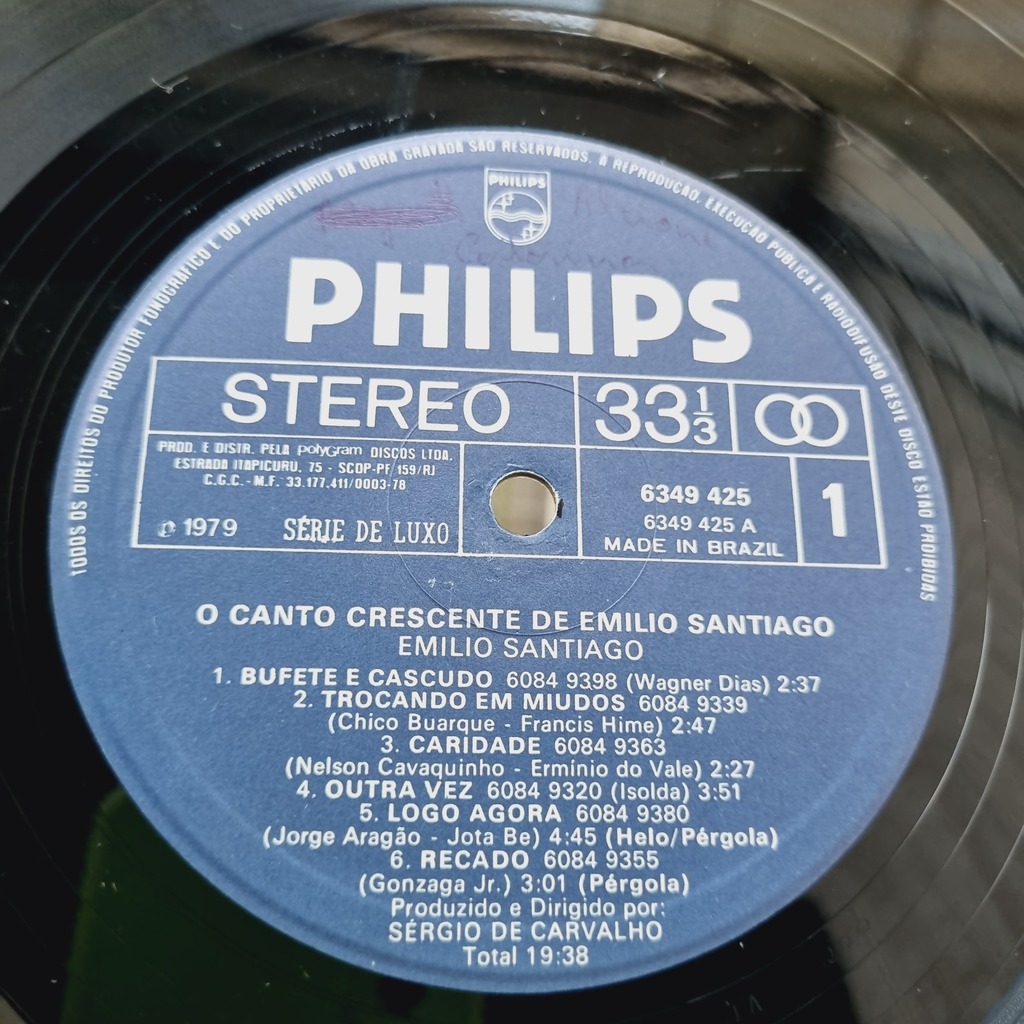 TODOS OS DIREITOS DO PRODUTOR FONOGRÁFICO E DO PROPRIETÁRIO DA OBRA GRAVADA SÃO RESERVADOS. A REPRODUÇÃO, EXECUÇÃO PÚBLICA E RADIODIFUSÃO DESTE DISCO ESTÃO PROIBIDAS
PHILIPS
PHILIPS
STEREO 33 1/3
PROD. E DISTR. PELA polyGram DISCOS LTDA.
ESTRADA ITAPICURU, 75 - SCDP-PF 159/RJ
C.G.C. - M.F. 33.177.411/0003-78
℗ 1979 SÉRIE DE LUXO
6349 425
6349 425 A
MADE IN BRAZIL
1
O CANTO CRESCENTE DE EMILIO SANTIAGO
EMILIO SANTIAGO
1. BUFETE E CASCUDO 6084 9398 (Wagner Dias) 2:37
2. TROCANDO EM MIUDOS 6084 9339
(Chico Buarque - Francis Hime) 2:47
3. CARIDADE 6084 9363
(Nelson Cavaquinho - Ermínio do Vale) 2:27
4. OUTRA VEZ 6084 9320 (Isolda) 3:51
5. LOGO AGORA 6084 9380
(Jorge Aragão - Jota Be) 4:45 (Helo/Pérgola)
6. RECADO 6084 9355
(Gonzaga Jr.) 3:01 (Pérgola)
Produzido e Dirigido por:
SÉRGIO DE CARVALHO
Total 19:38